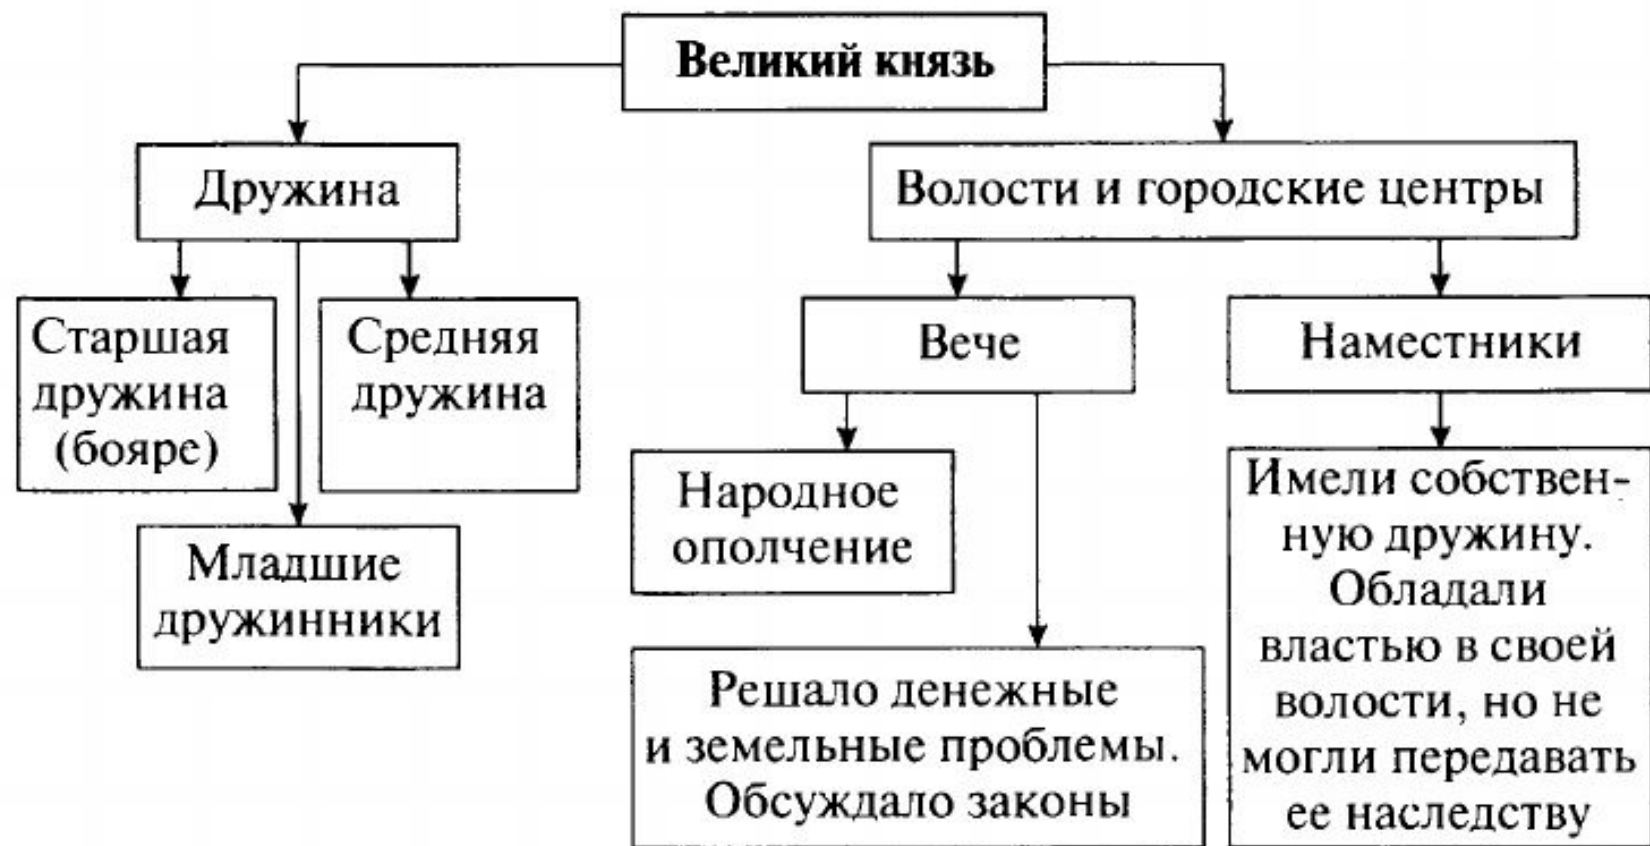 Великий князь
Дружина
Волости и городские центры
Старшая
дружина
(бояре)
Средняя
дружина
Младшие
дружинники
Вече
Наместники
Народное
ополчение
Решало денежные
и земельные проблемы.
Обсуждало законы
Имели собствен-
ную дружину.
Обладали
властью в своей
волости, но не
могли передавать
ее наследству